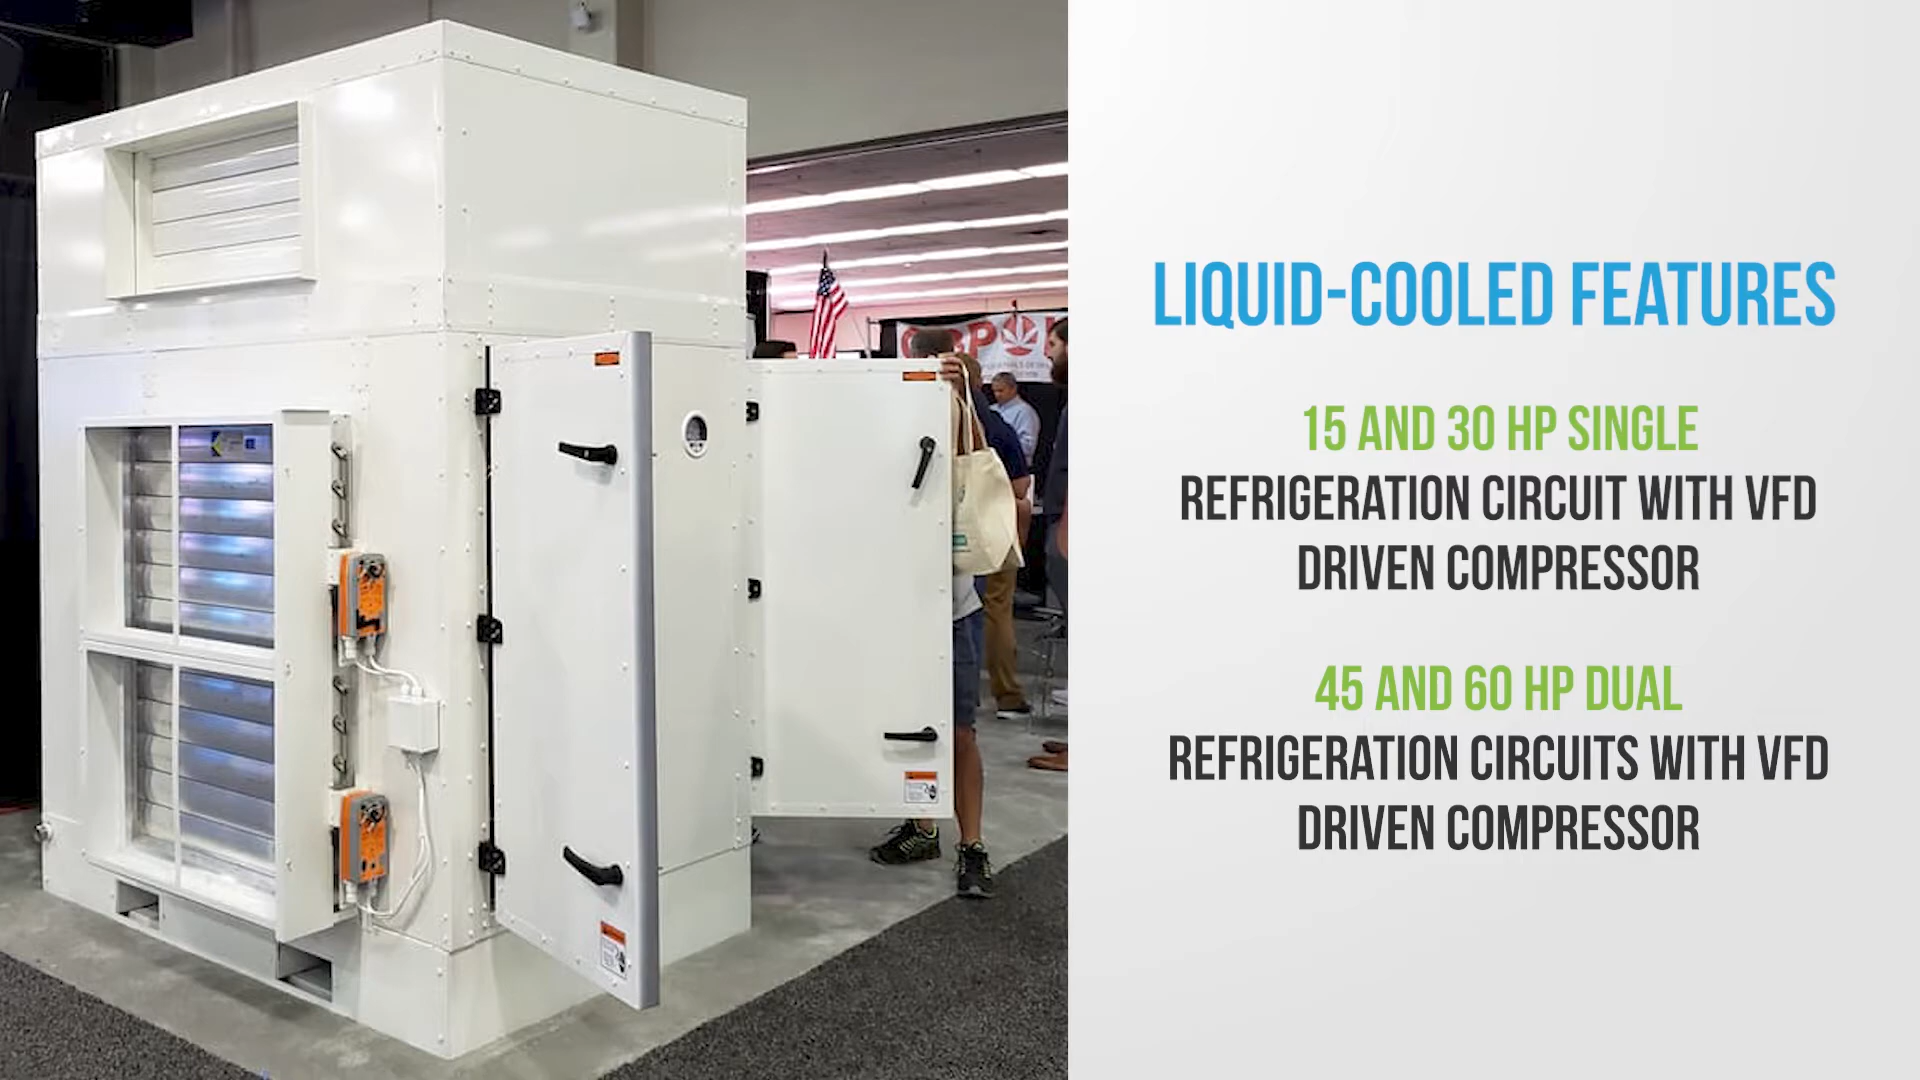 LIQUID-COOLED FEATURES
15 AND 30 HP SINGLE
REFRIGERATION CIRCUIT WITH VFD
DRIVEN COMPRESSOR
45 AND 60 HP DUAL
REFRIGERATION CIRCUITS WITH VFD
DRIVEN COMPRESSOR